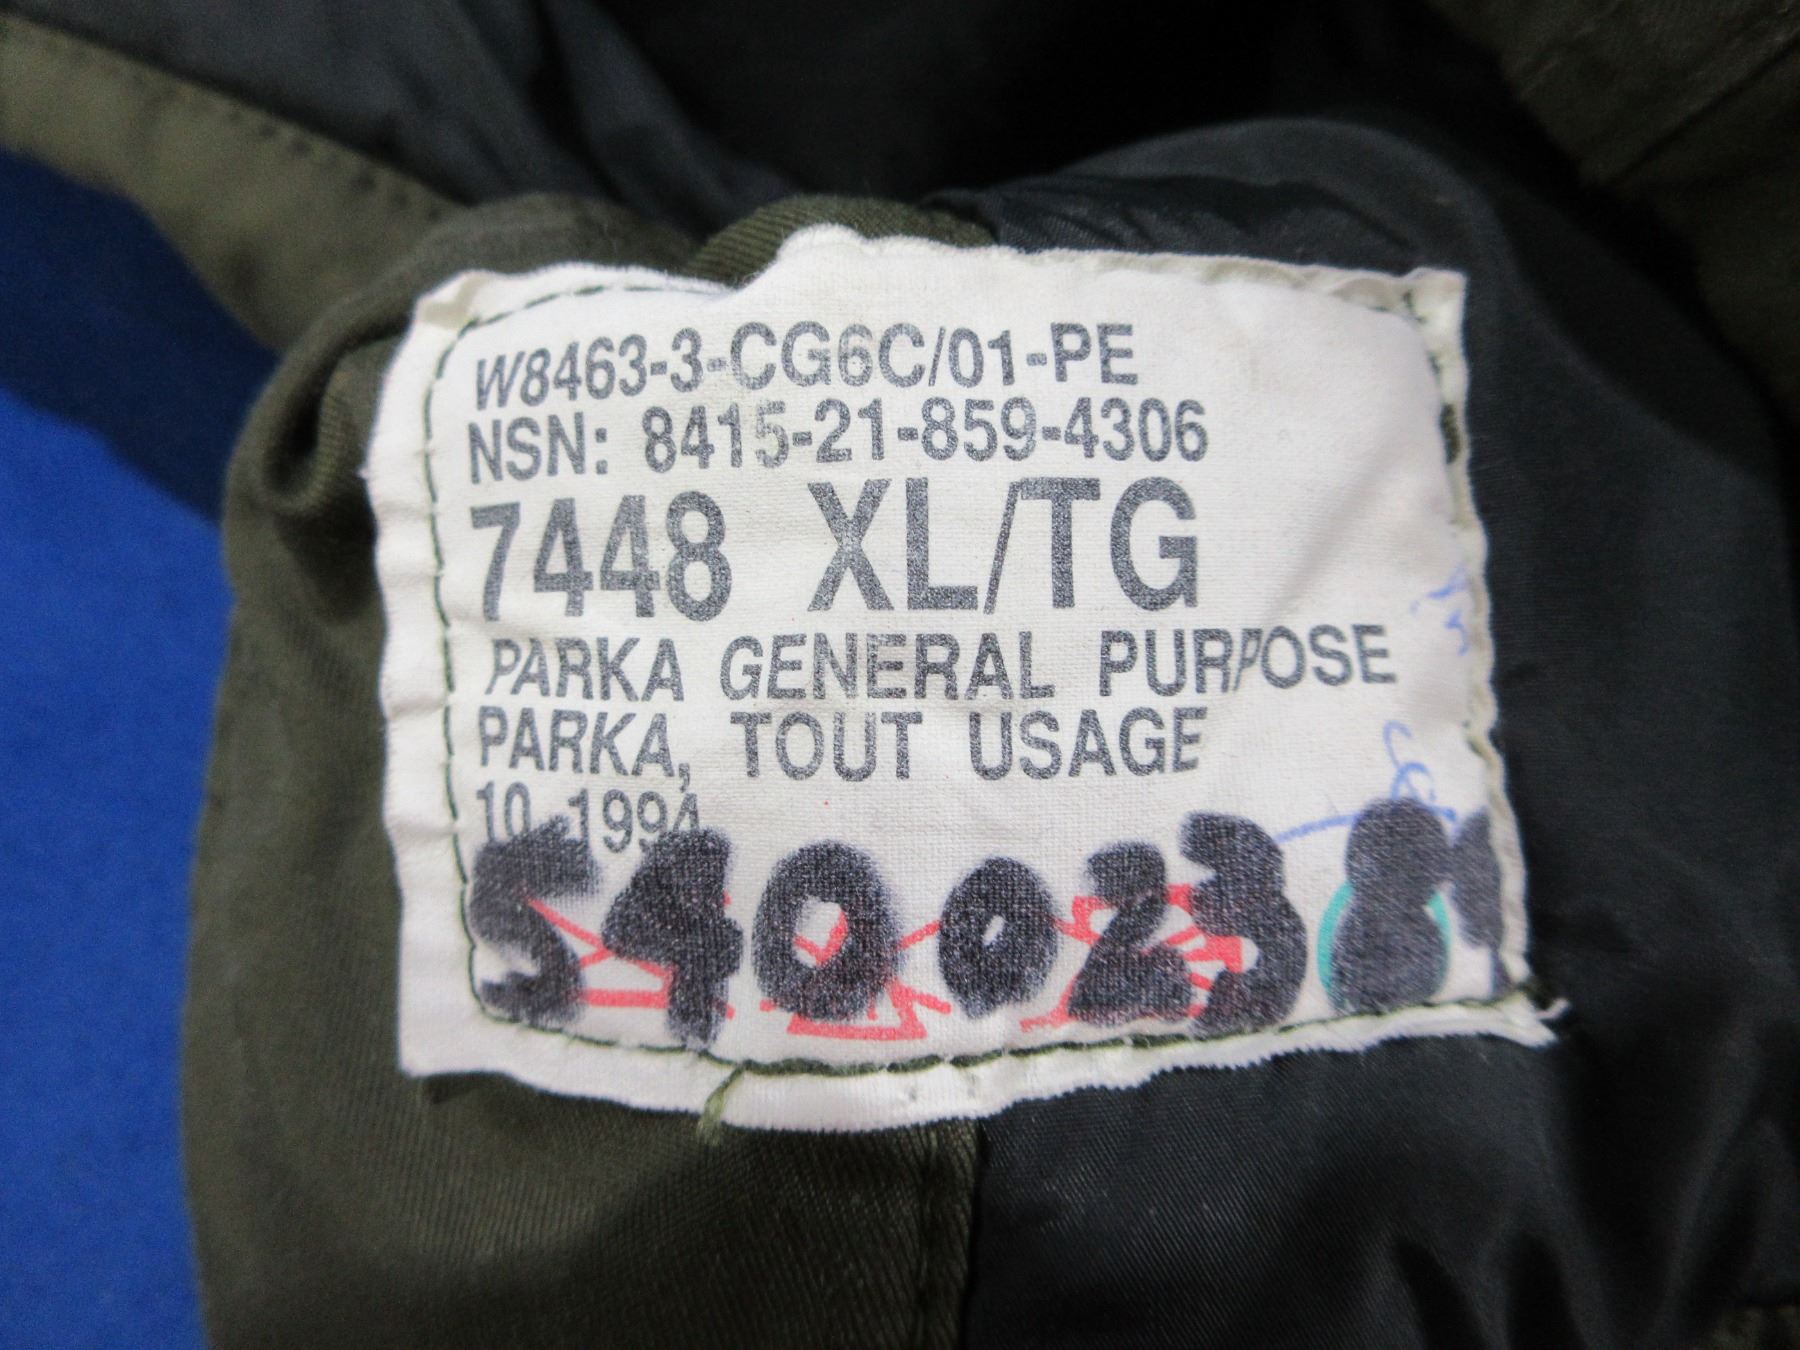 W8463-3-CG6C/01-PE
NSN: 8415-21-859-4306
7448 XL/TG
PARKA GENERAL PURPOSE
PARKA, TOUT USAGE
10-1994
5400238